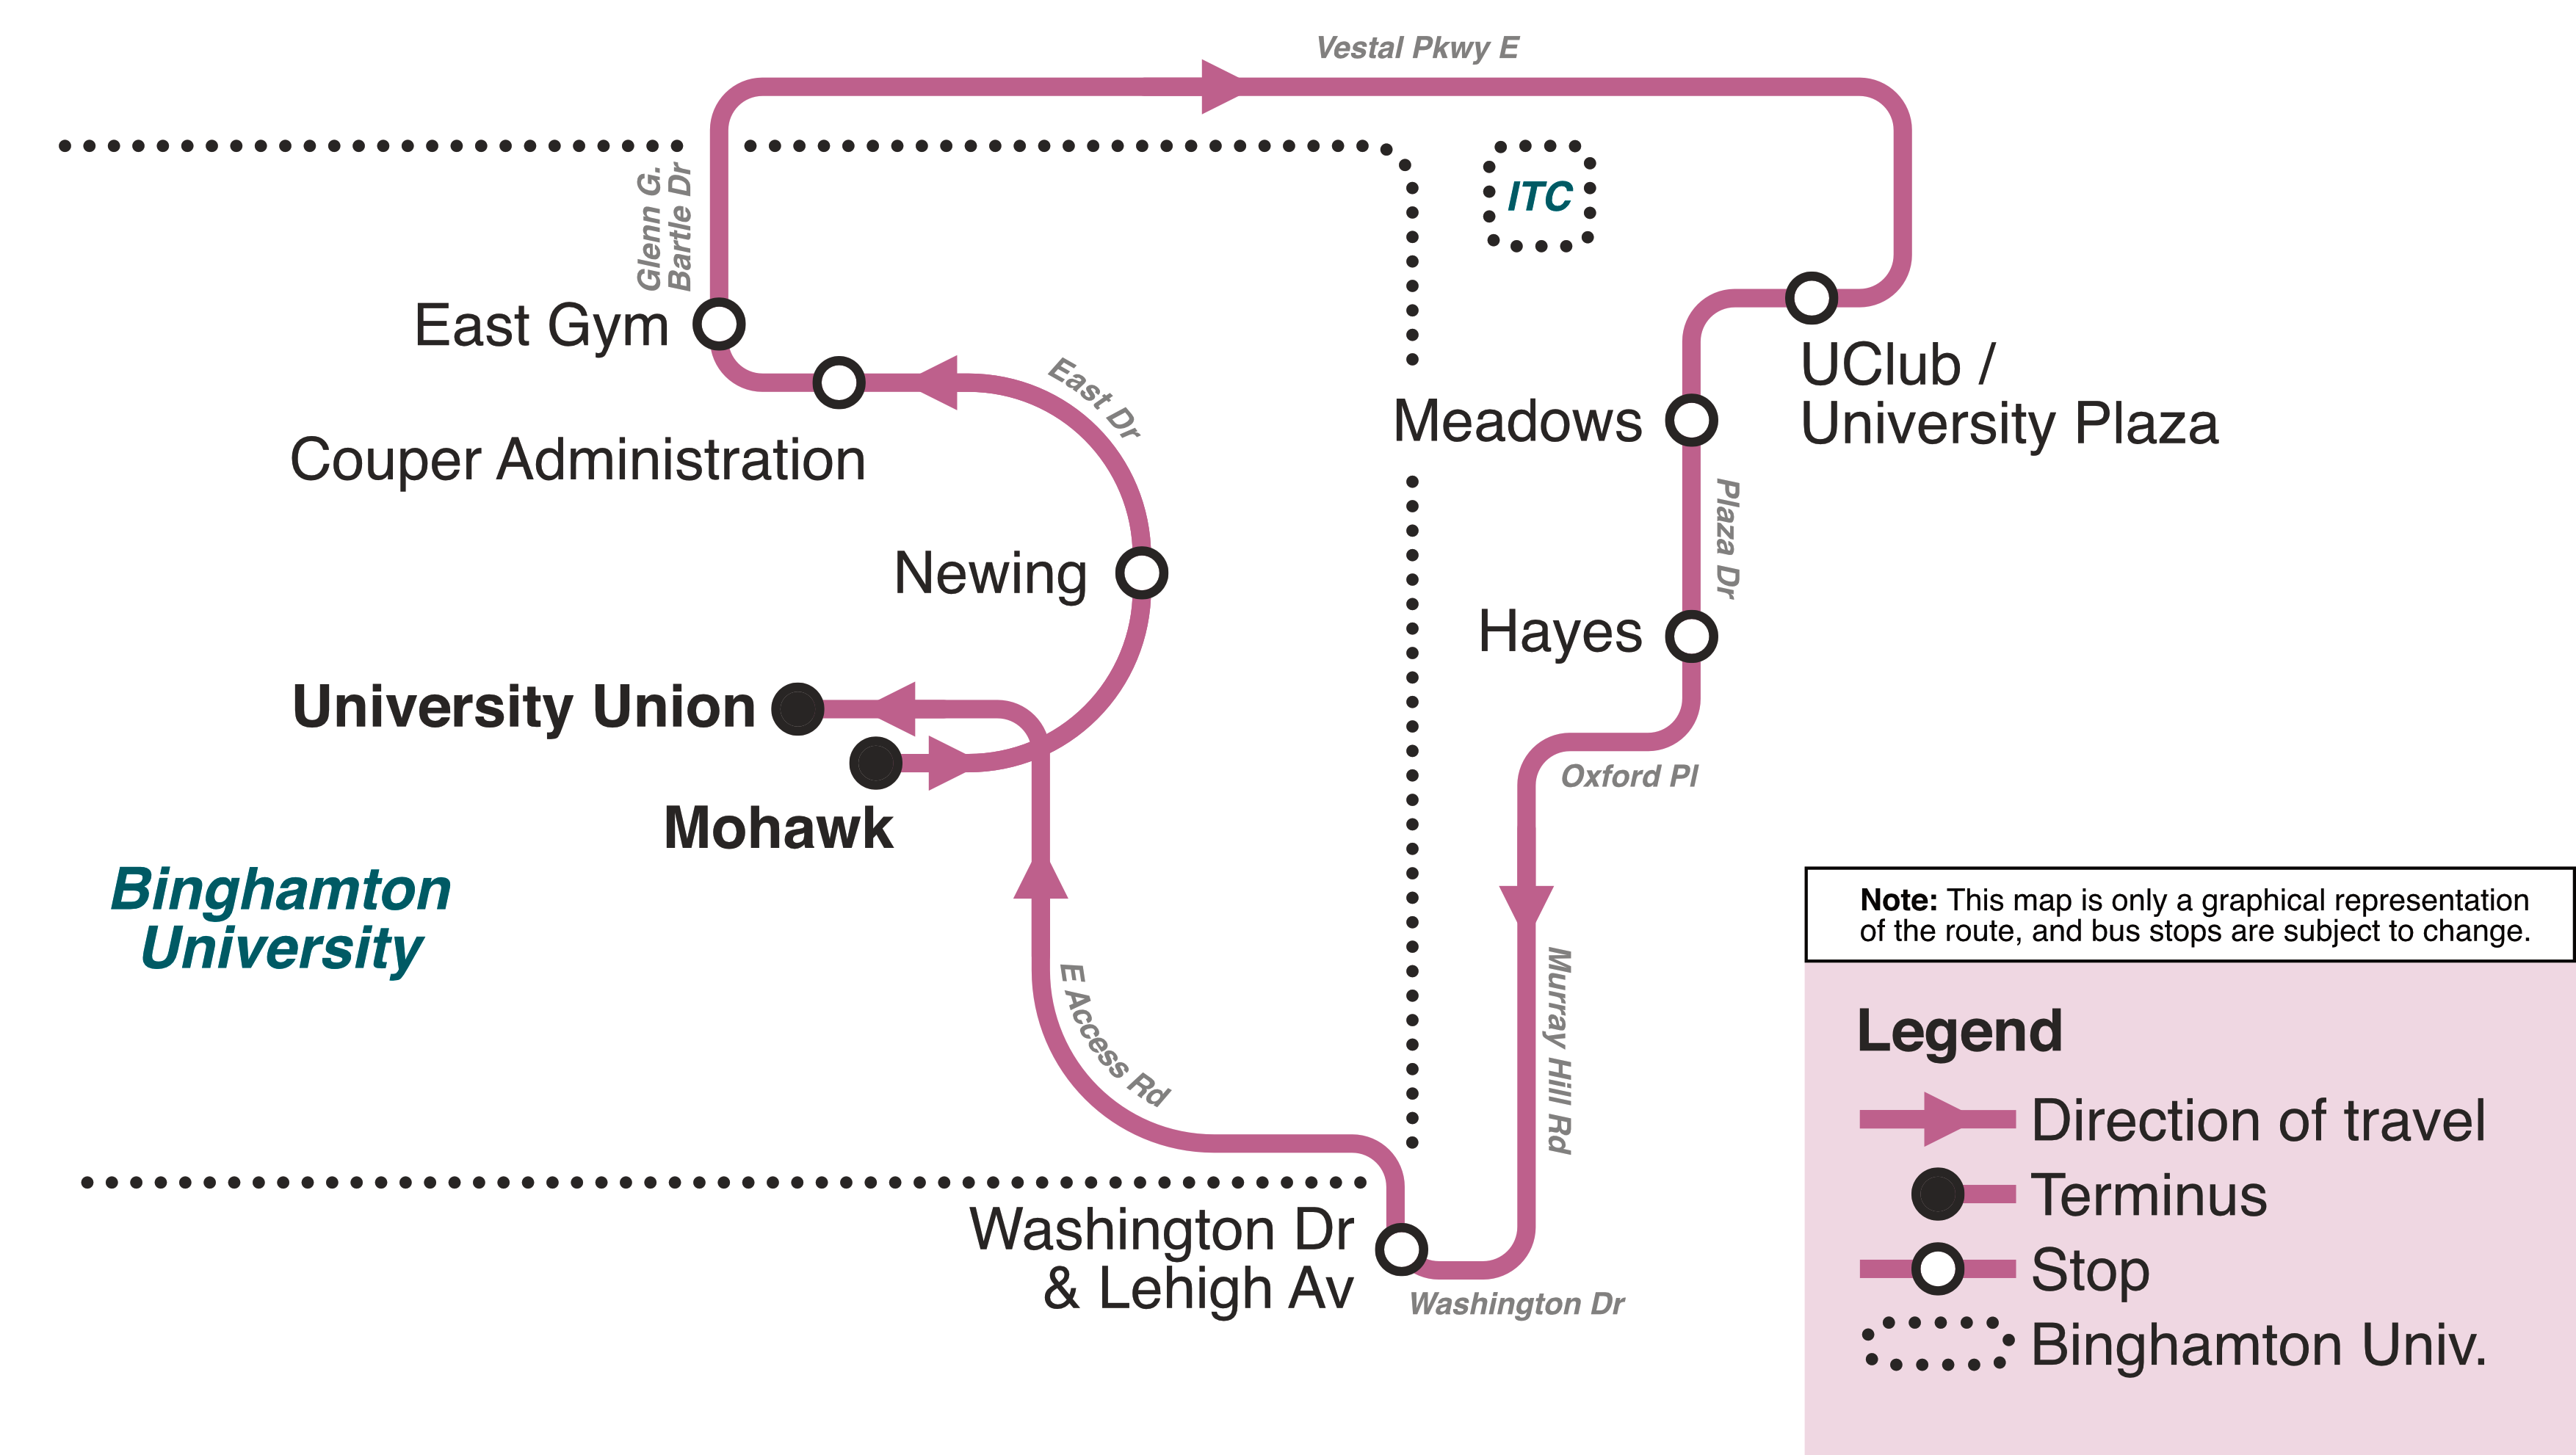 Vestal Pkwy E
Glenn G.
Bartle Dr
ITC
East Gym
East Dr
UClub /
University Plaza
Meadows
Couper Administration
Plaza Dr
Newing
Hayes
University Union
Mohawk
Oxford Pl
Binghamton
University
E Access Rd
Murray Hill Rd
Washington Dr
& Lehigh Av
Washington Dr
Note: This map is only a graphical representation
of the route, and bus stops are subject to change.
Legend
Direction of travel
Terminus
Stop
Binghamton Univ.